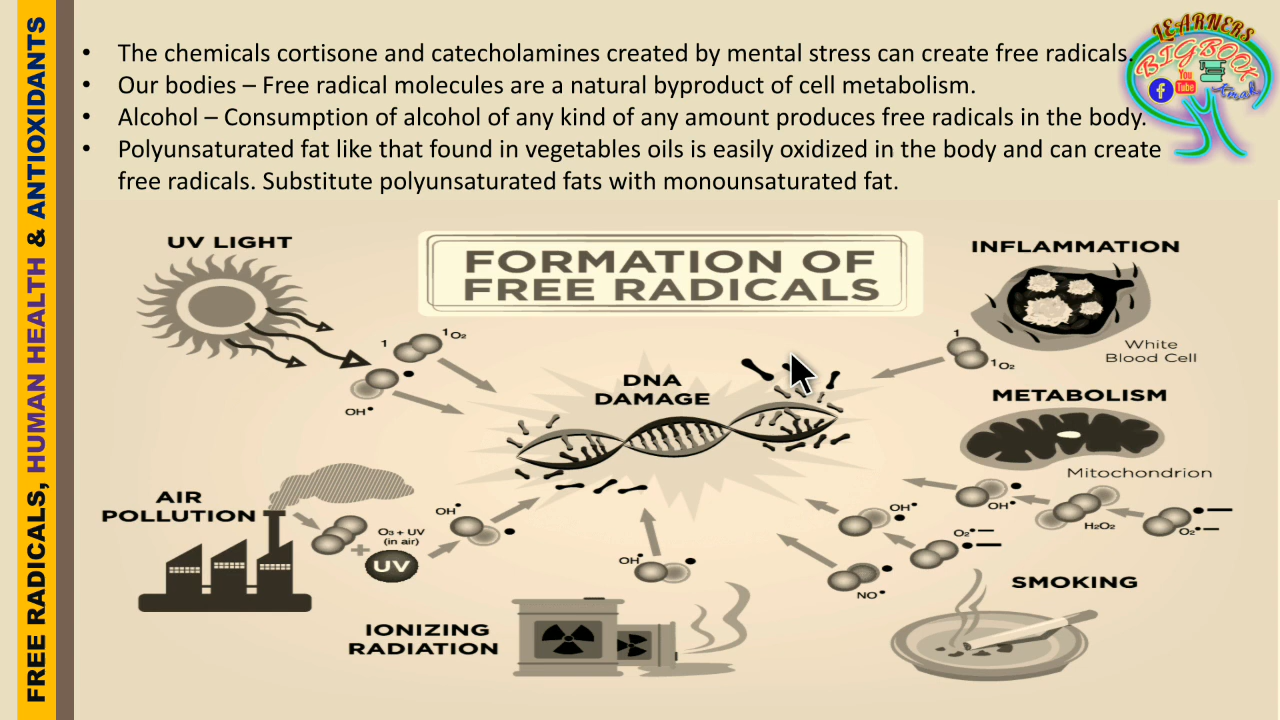 FREE RADICALS, HUMAN HEALTH & ANTIOXIDANTS
• The chemicals cortisone and catecholamines created by mental stress can create free radicals.
• Our bodies – Free radical molecules are a natural byproduct of cell metabolism.
• Alcohol – Consumption of alcohol of any kind of any amount produces free radicals in the body.
• Polyunsaturated fat like that found in vegetables oils is easily oxidized in the body and can create
free radicals. Substitute polyunsaturated fats with monounsaturated fat.
LEARNERS
BIGBOOK
You
Tube
f
FORMATION OF
FREE RADICALS
UV LIGHT
1
¹O₂
OH•
INFLAMMATION
1
¹O₂
White
Blood Cell
DNA
DAMAGE
METABOLISM
Mitochondrion
OH•
H₂O₂
O₂•—
AIR
POLLUTION
O₃ + UV
(in air)
+
UV
OH•
OH•
OH•
O₂•—
NO•
SMOKING
IONIZING
RADIATION